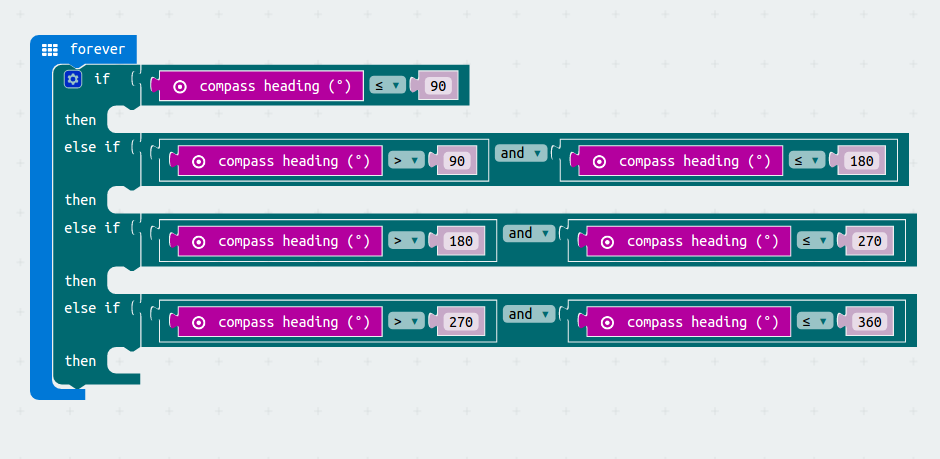 forever
if compass heading (°) ≤ 90
then
else if compass heading (°) > 90 and compass heading (°) ≤ 180
then
else if compass heading (°) > 180 and compass heading (°) ≤ 270
then
else if compass heading (°) > 270 and compass heading (°) ≤ 360
then